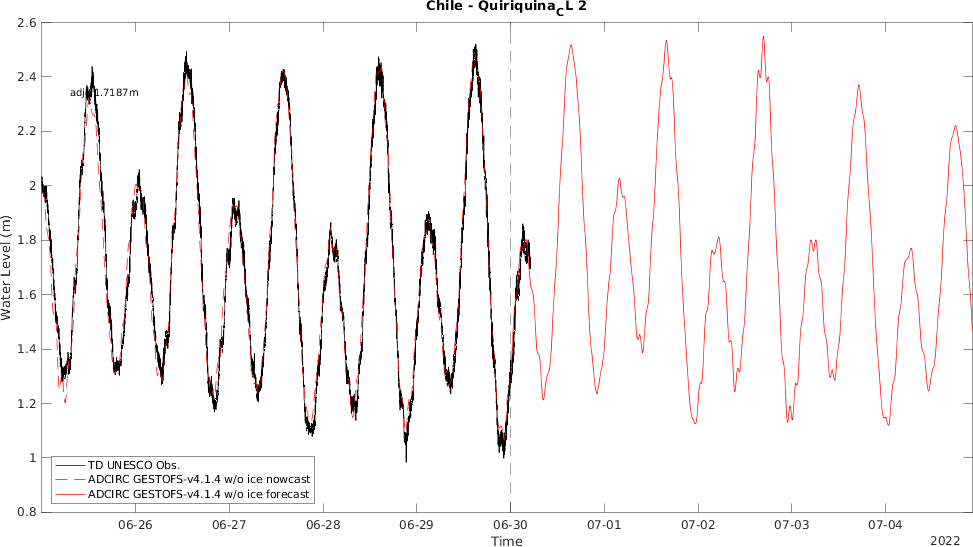 Chile - Quiriquina_CL 2
2.6
2.4
2.2
2
1.8
1.6
1.4
1.2
1
0.8
Water Level (m)
adj: 1.7187m
TD UNESCO Obs.
ADCIRC GESTOFS-v4.1.4 w/o ice nowcast
ADCIRC GESTOFS-v4.1.4 w/o ice forecast
06-26 06-27 06-28 06-29 06-30 07-01 07-02 07-03 07-04
Time
2022